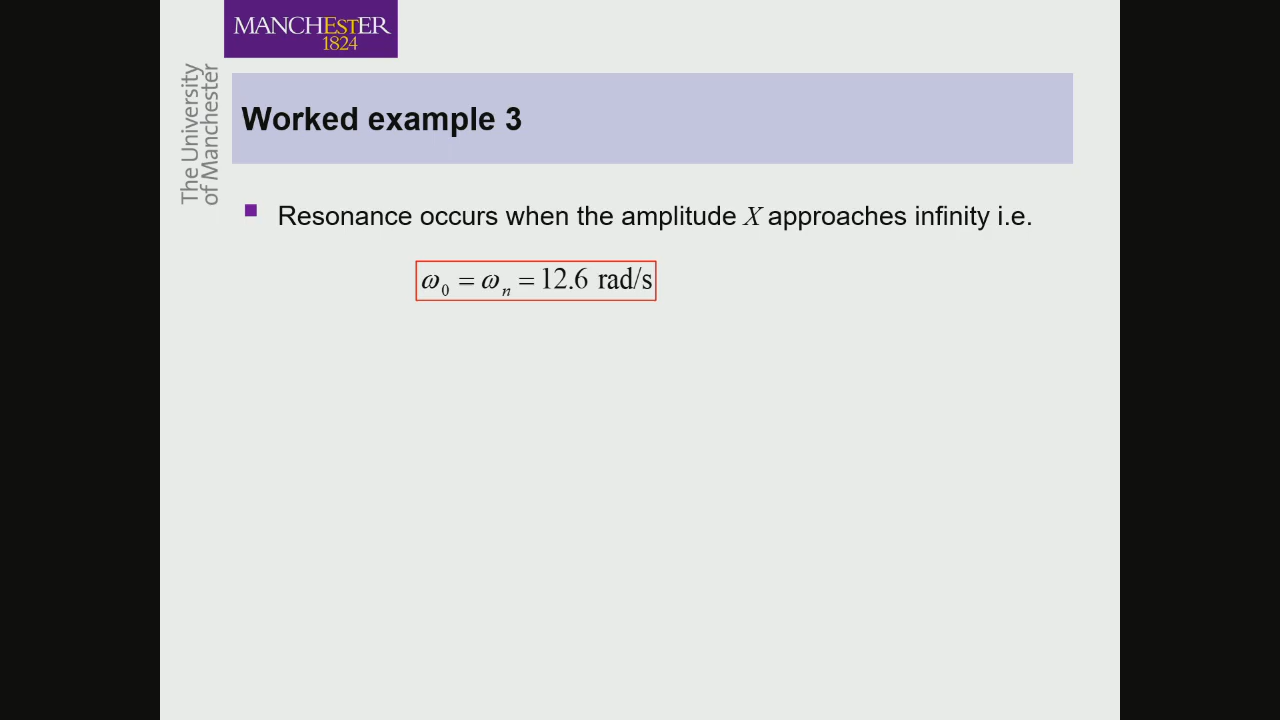 MANCHESTER
1824
The University
of Manchester
Worked example 3
Resonance occurs when the amplitude X approaches infinity i.e.
ω₀ = ωₙ = 12.6 rad/s